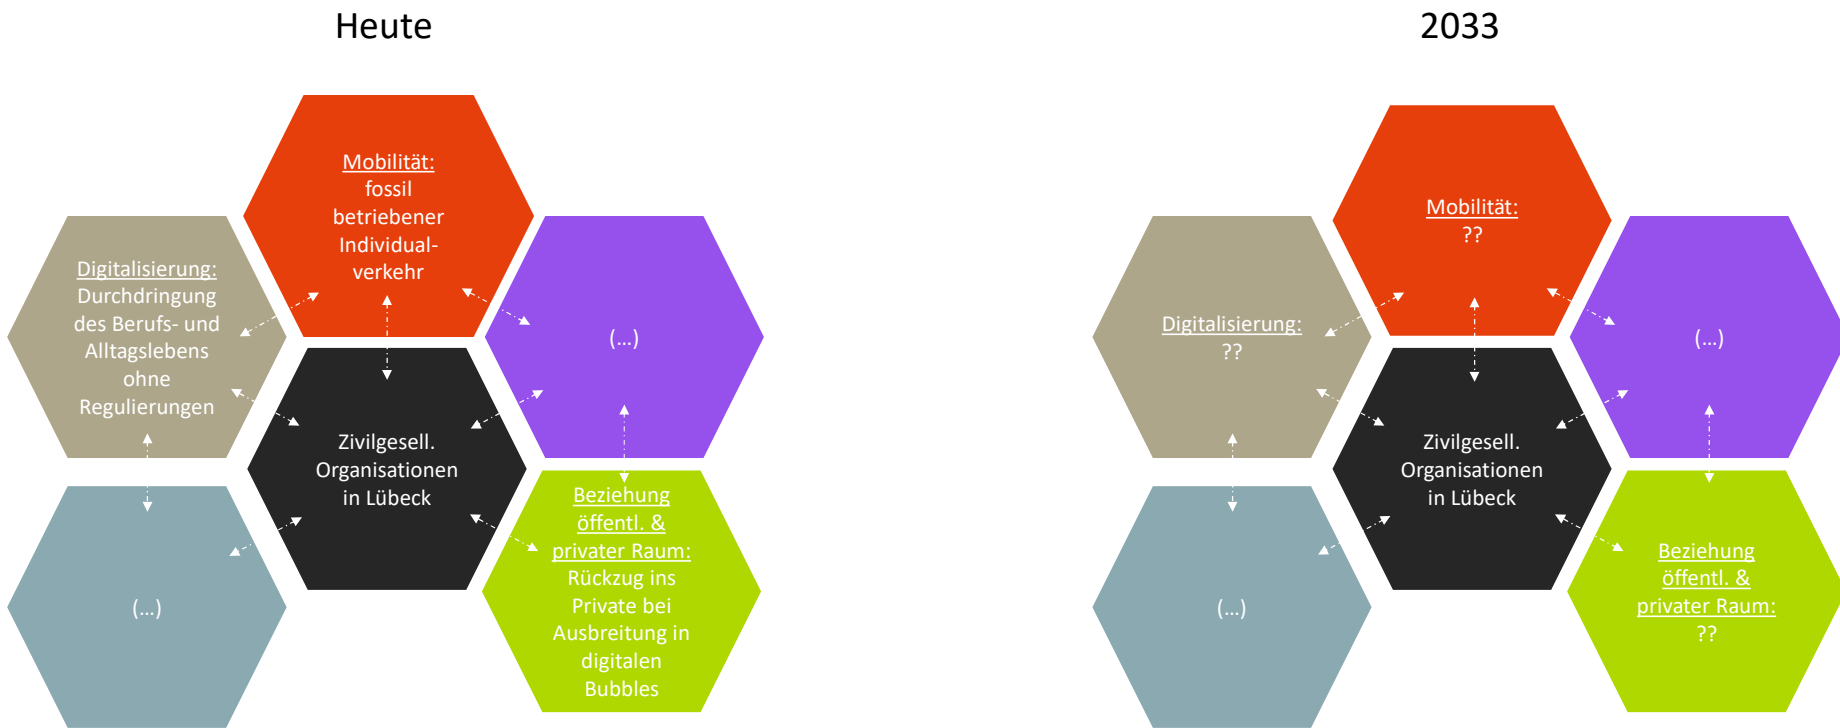 Heute
Mobilität:
fossil
betriebener
Individual-
verkehr
Digitalisierung:
Durchdringung
des Berufs- und
Alltagslebens
ohne
Regulierungen
(...)
Zivilgesell.
Organisationen
in Lübeck
(...)
Beziehung
öffentl. &
privater Raum:
Rückzug ins
Private bei
Ausbreitung in
digitalen
Bubbles
2033
Mobilität:
??
Digitalisierung:
??
(...)
Zivilgesell.
Organisationen
in Lübeck
(...)
Beziehung
öffentl. &
privater Raum:
??